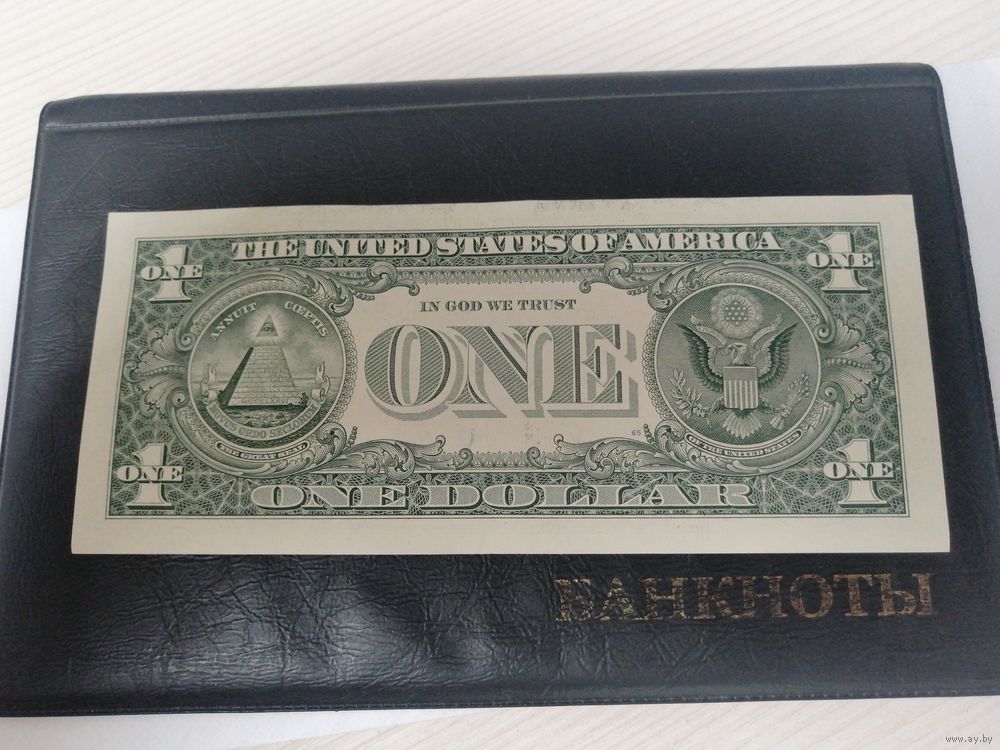 THE UNITED STATES OF AMERICA
1
ONE
1
ONE
ANNUIT CŒPTIS
IN GOD WE TRUST
ONE
ORDO SECLORUM
THE GREAT SEAL
OF THE UNITED STATES
65
1
ONE
1
ONE
ONE DOLLAR
БАНКНОТЫ
www.ay.by